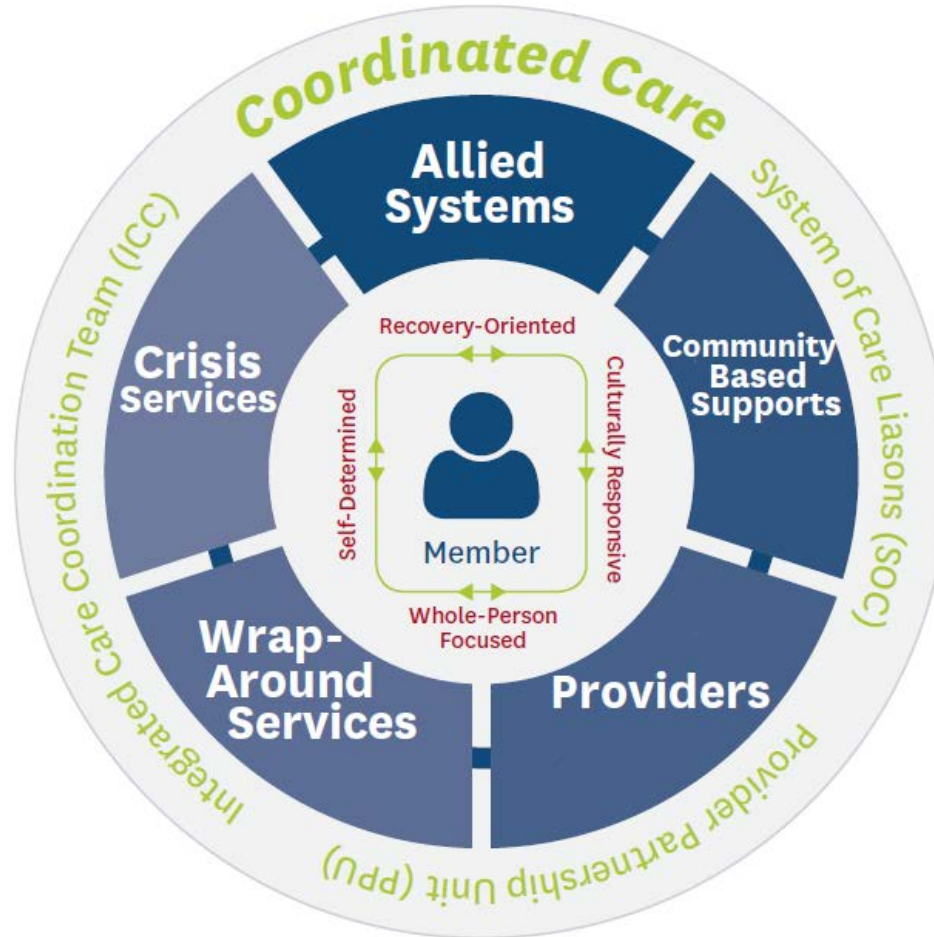 Coordinated Care
System of Care Liasons (SOC)
Provider Partnership Unit (PPU)
Integrated Care Coordination Team (ICC)
Allied
Systems
Community
Based
Supports
Providers
Wrap-
Around
Services
Crisis
Services
Recovery-Oriented
Culturally Responsive
Whole-Person
Focused
Self-Determined
Member